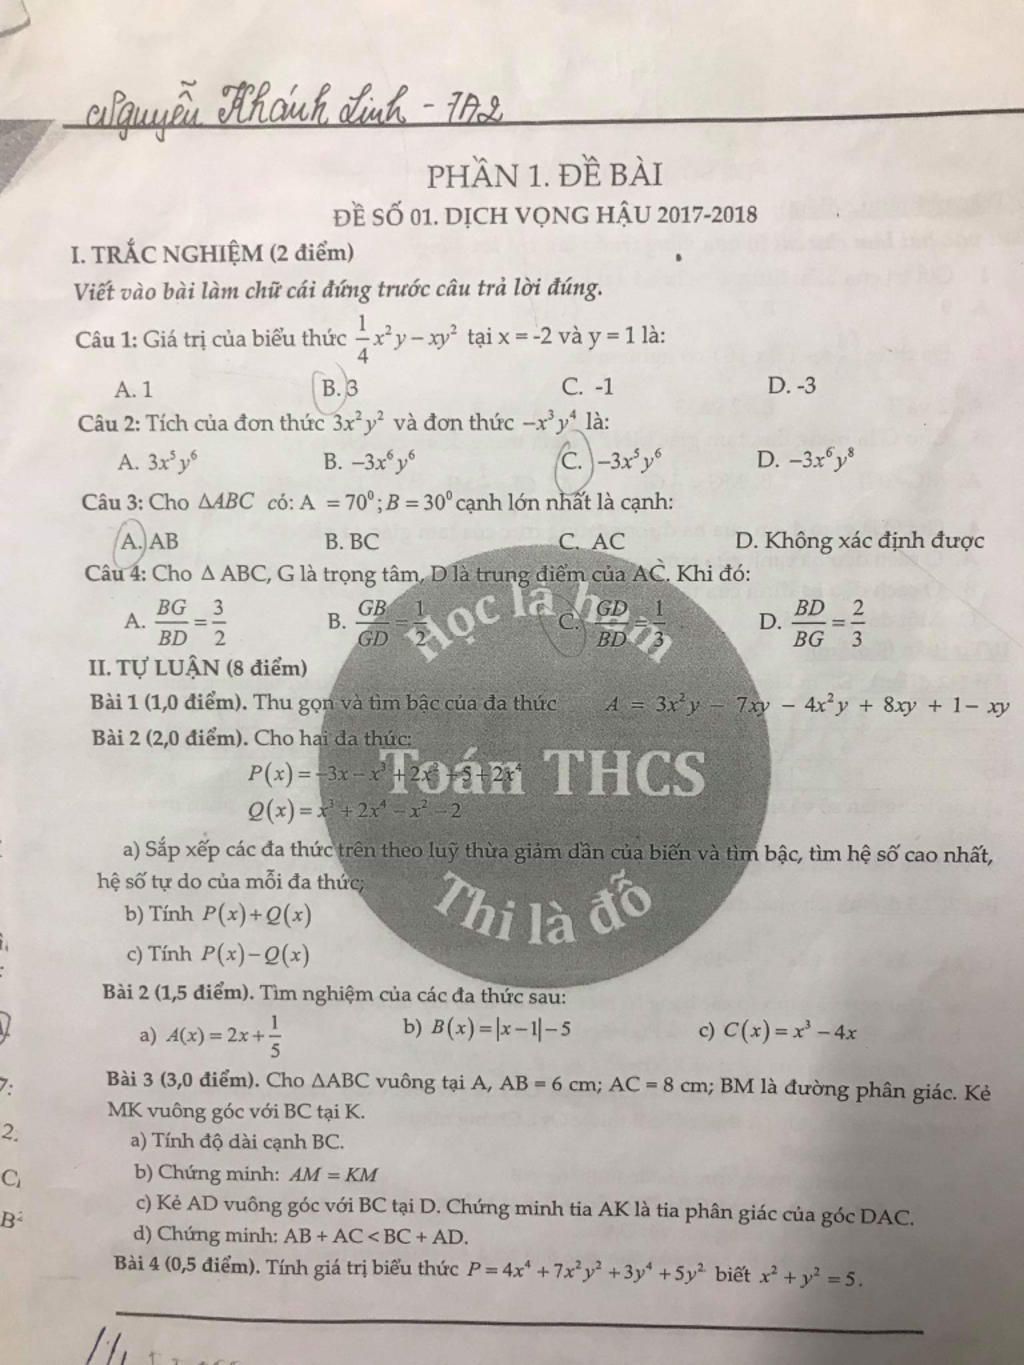 Nguyễn Khánh Linh - 7A2
PHẦN 1. ĐỀ BÀI
ĐỀ SỐ 01. DỊCH VỌNG HẬU 2017-2018
I. TRẮC NGHIỆM (2 điểm)
Viết vào bài làm chữ cái đứng trước câu trả lời đúng.
Câu 1: Giá trị của biểu thức 1/4 x²y – xy² tại x = -2 và y = 1 là:
A. 1 B. 3 C. -1 D. -3
Câu 2: Tích của đơn thức 3x²y² và đơn thức –x³y⁴ là:
A. 3x⁵y⁶ B. –3x⁶y⁶ C. –3x⁵y⁶ D. –3x⁶y⁸
Câu 3: Cho ΔABC có: A = 70⁰; B = 30⁰ cạnh lớn nhất là cạnh:
A. AB B. BC C. AC D. Không xác định được
Câu 4: Cho Δ ABC, G là trọng tâm, D là trung điểm của AC. Khi đó:
A. BG/BD = 3/2 B. GB/GD = 1/2 C. GD/BD = 1/3 D. BD/BG = 2/3
II. TỰ LUẬN (8 điểm)
Bài 1 (1,0 điểm). Thu gọn và tìm bậc của đa thức A = 3x²y – 7xy – 4x²y + 8xy + 1 – xy
Bài 2 (2,0 điểm). Cho hai đa thức:
P(x) = –3x – x³ + 2x² + 5 + 2x⁴
Q(x) = x³ + 2x⁴ – x² – 2
a) Sắp xếp các đa thức trên theo luỹ thừa giảm dần của biến và tìm bậc, tìm hệ số cao nhất,
hệ số tự do của mỗi đa thức;
b) Tính P(x)+Q(x)
c) Tính P(x)–Q(x)
Bài 2 (1,5 điểm). Tìm nghiệm của các đa thức sau:
a) A(x) = 2x + 1/5 b) B(x) = |x – 1| – 5 c) C(x) = x³ – 4x
Bài 3 (3,0 điểm). Cho ΔABC vuông tại A, AB = 6 cm; AC = 8 cm; BM là đường phân giác. Kẻ
MK vuông góc với BC tại K.
a) Tính độ dài cạnh BC.
b) Chứng minh: AM = KM
c) Kẻ AD vuông góc với BC tại D. Chứng minh tia AK là tia phân giác của góc DAC.
d) Chứng minh: AB + AC < BC + AD.
Bài 4 (0,5 điểm). Tính giá trị biểu thức P = 4x⁴ + 7x²y² + 3y⁴ + 5y² biết x² + y² = 5.
Học là ham
Toán THCS
Thi là đỗ